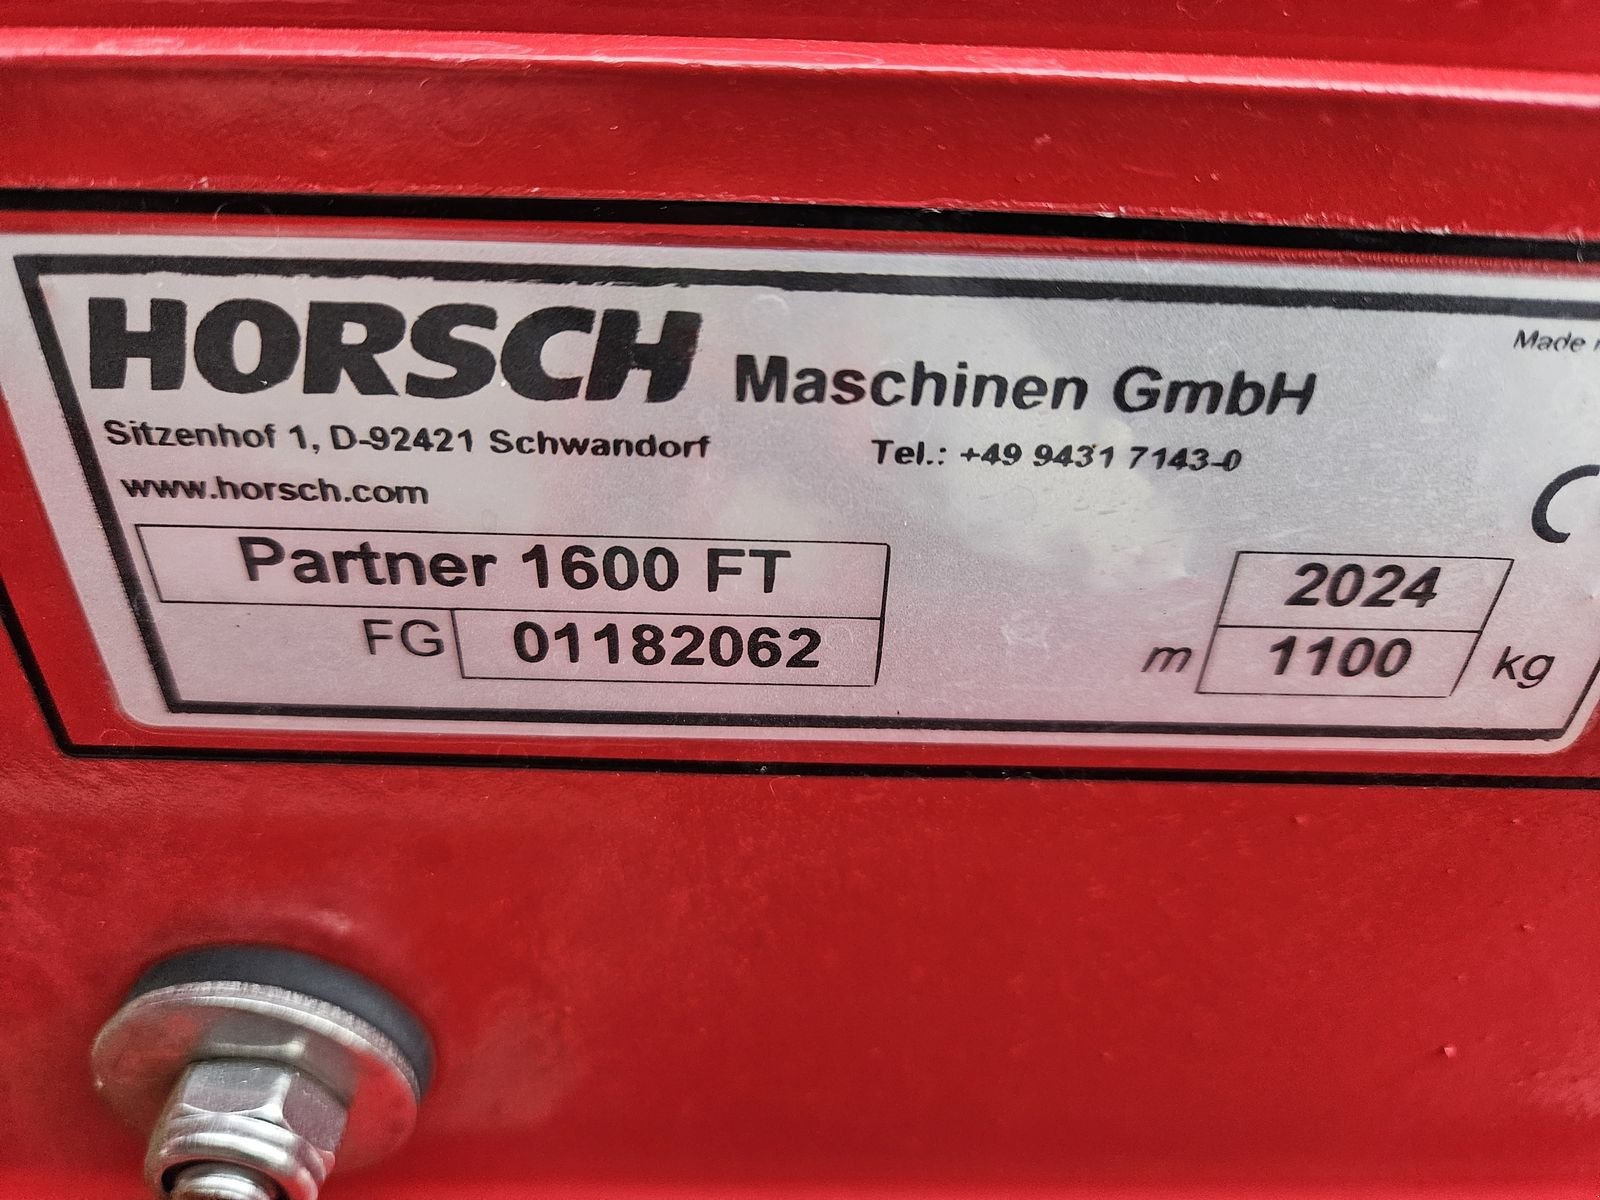 HORSCH Maschinen GmbH
Made
Sitzenhof 1, D-92421 Schwandorf
Tel.: +49 9431 7143-0
www.horsch.com
Partner 1600 FT
2024
FG 01182062
m 1100 kg